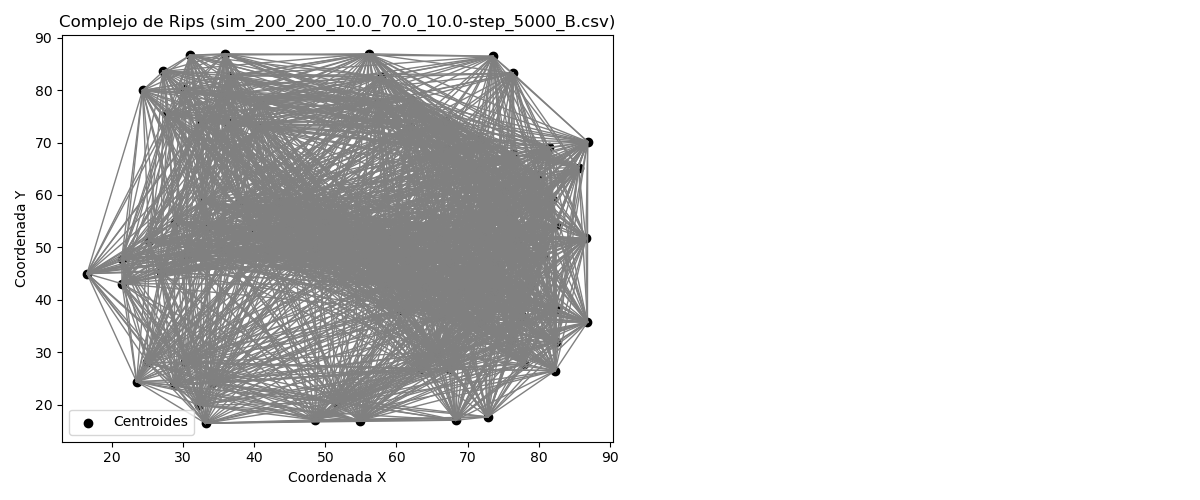 Complejo de Rips (sim_200_200_10.0_70.0_10.0-step_5000_B.csv)
90
80
70
60
50
40
30
20
Coordenada Y
Centroides
20 30 40 50 60 70 80 90
Coordenada X